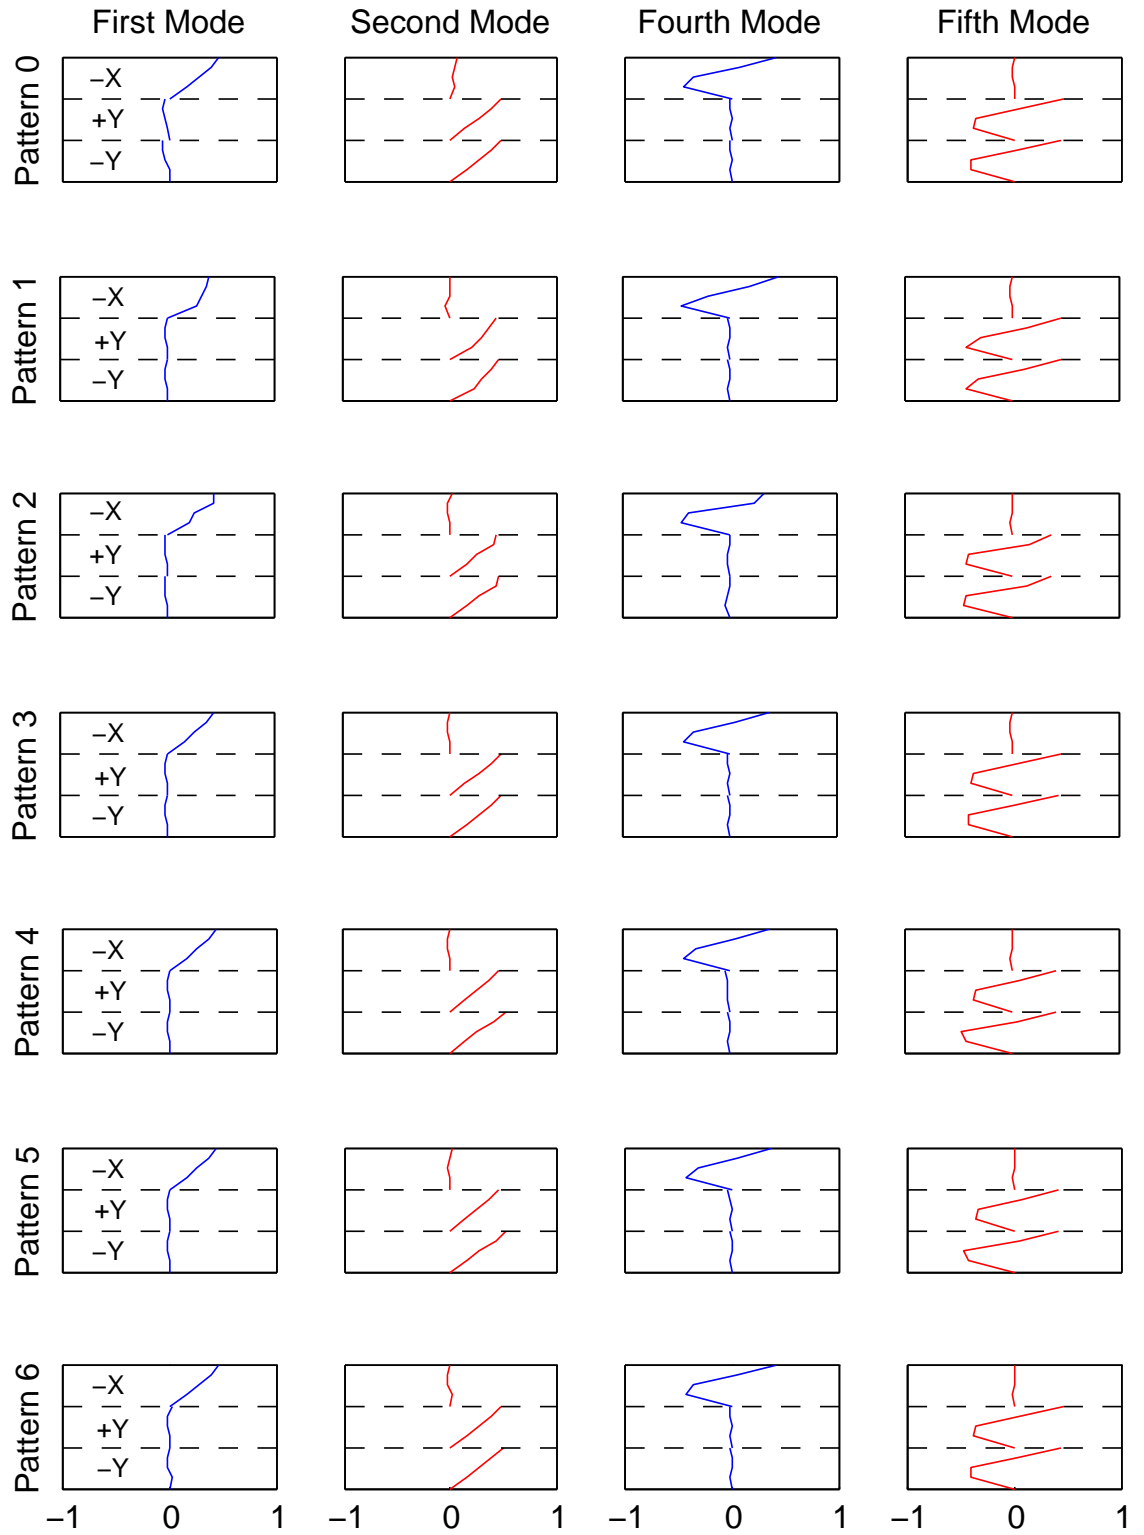 First Mode Second Mode Fourth Mode Fifth Mode
Pattern 0
−X
+Y
−Y
Pattern 1
−X
+Y
−Y
Pattern 2
−X
+Y
−Y
Pattern 3
−X
+Y
−Y
Pattern 4
−X
+Y
−Y
Pattern 5
−X
+Y
−Y
Pattern 6
−X
+Y
−Y
−1 0 1 −1 0 1 −1 0 1 −1 0 1